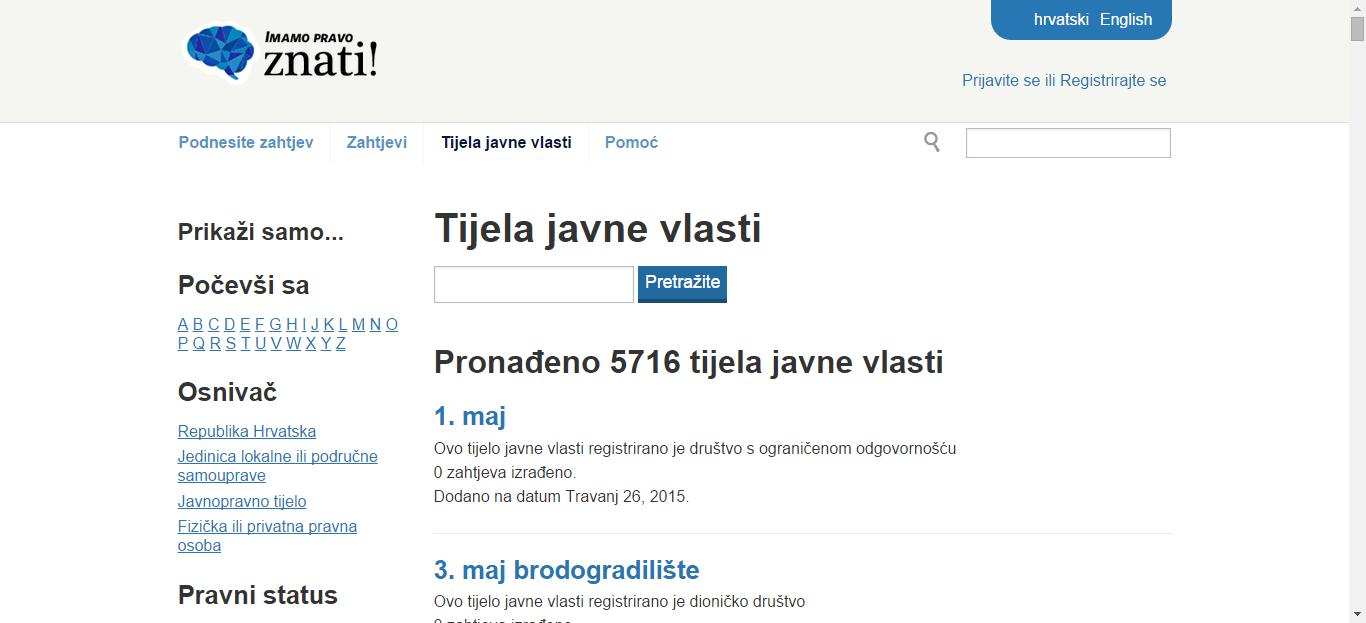 IMAMO PRAVO
znati!
hrvatski English
Prijavite se ili Registrirajte se
Podnesite zahtjev Zahtjevi Tijela javne vlasti Pomoć
Prikaži samo...
Počevši sa
A B C D E F G H I J K L M N O
P Q R S T U V W X Y Z
Osnivač
Republika Hrvatska
Jedinica lokalne ili područne
samouprave
Javnopravno tijelo
Fizička ili privatna pravna
osoba
Pravni status
Tijela javne vlasti
Pretražite
Pronađeno 5716 tijela javne vlasti
1. maj
Ovo tijelo javne vlasti registrirano je društvo s ograničenom odgovornošću
0 zahtjeva izrađeno.
Dodano na datum Travanj 26, 2015.
3. maj brodogradilište
Ovo tijelo javne vlasti registrirano je dioničko društvo
0 zahtjeva izrađeno.